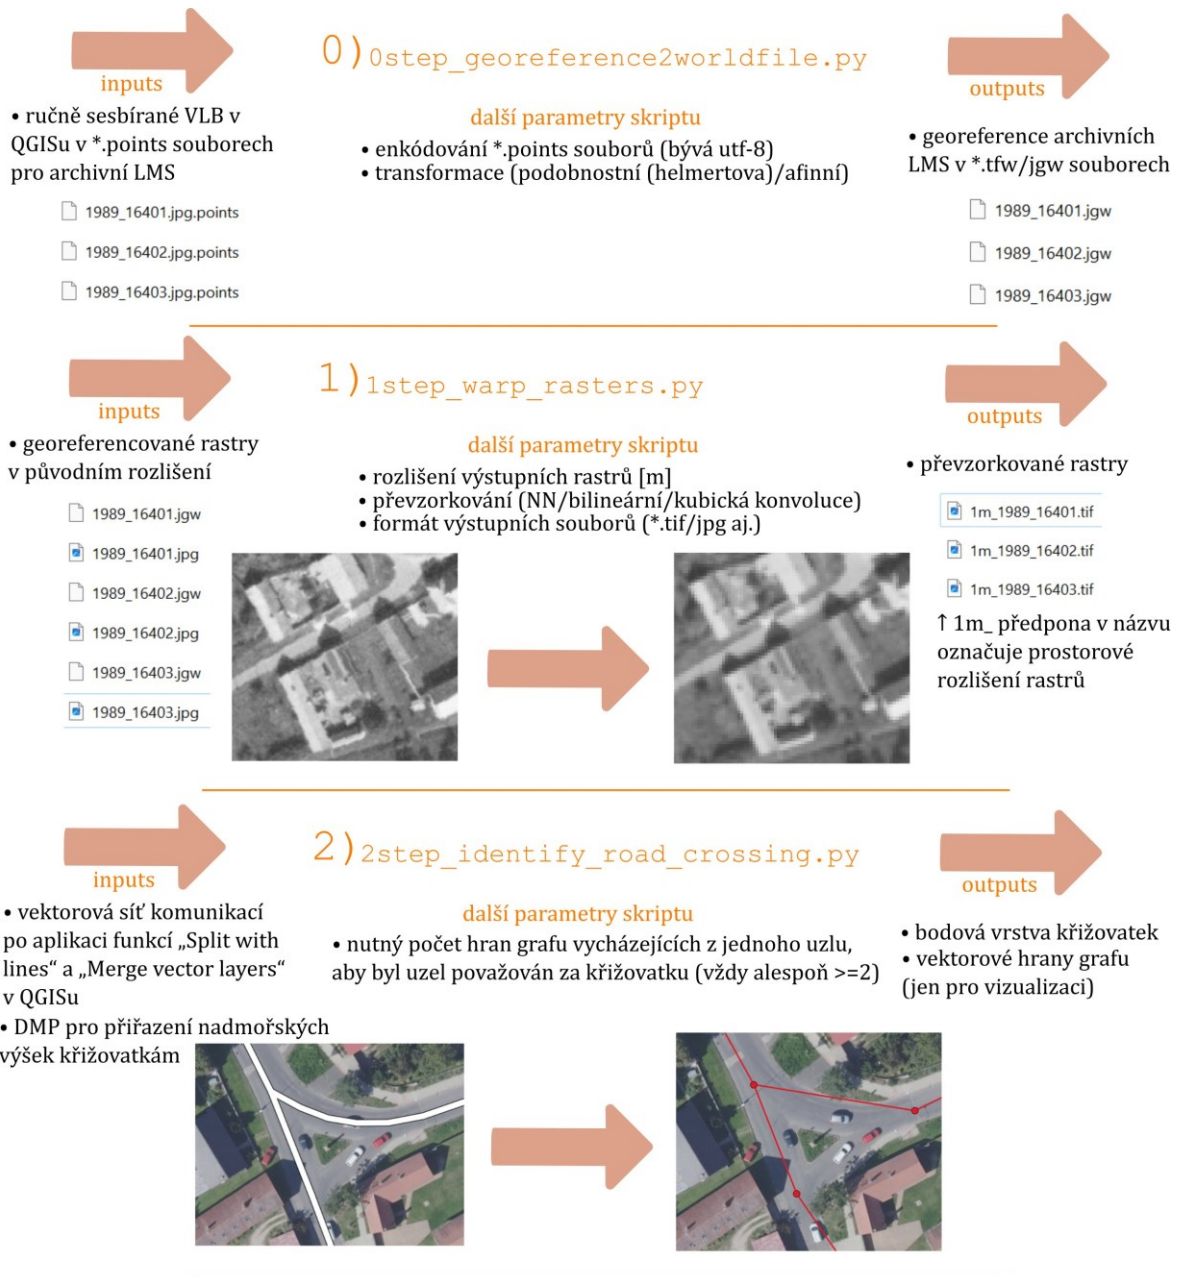 0) 0step_georeference2worldfile.py
inputs
• ručně sesbírané VLB v
QGISu v *.points souborech
pro archivní LMS
1989_16401.jpg.points
1989_16402.jpg.points
1989_16403.jpg.points
další parametry skriptu
• enkódování *.points souborů (bývá utf-8)
• transformace (podobnostní (helmertova)/afinní)
outputs
• georeference archivních
LMS v *.tfw/jgw souborech
1989_16401.jgw
1989_16402.jgw
1989_16403.jgw
1) 1step_warp_rasters.py
inputs
• georeferencované rastry
v původním rozlišení
1989_16401.jgw
1989_16401.jpg
1989_16402.jgw
1989_16402.jpg
1989_16403.jgw
1989_16403.jpg
další parametry skriptu
• rozlišení výstupních rastrů [m]
• převzorkování (NN/bilineární/kubická konvoluce)
• formát výstupních souborů (*.tif/jpg aj.)
outputs
• převzorkované rastry
1m_1989_16401.tif
1m_1989_16402.tif
1m_1989_16403.tif
↑ 1m_ předpona v názvu
označuje prostorové
rozlišení rastrů
2) 2step_identify_road_crossing.py
inputs
• vektorová síť komunikací
po aplikaci funkcí „Split with
lines“ a „Merge vector layers“
v QGISu
• DMP pro přiřazení nadmořských
výšek křižovatkám
další parametry skriptu
• nutný počet hran grafu vycházejících z jednoho uzlu,
aby byl uzel považován za křižovatku (vždy alespoň >=2)
outputs
• bodová vrstva křižovatek
• vektorové hrany grafu
(jen pro vizualizaci)